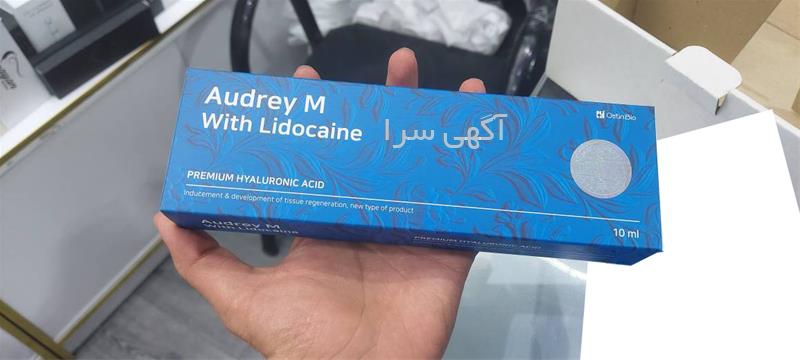 Audrey M
With Lidocaine
آگهی سرا
OstinBio
PREMIUM HYALURONIC ACID
Inducement & development of tissue regeneration, new type of product
10 ml
Audrey M
With Lidocaine
PREMIUM HYALURONIC ACID